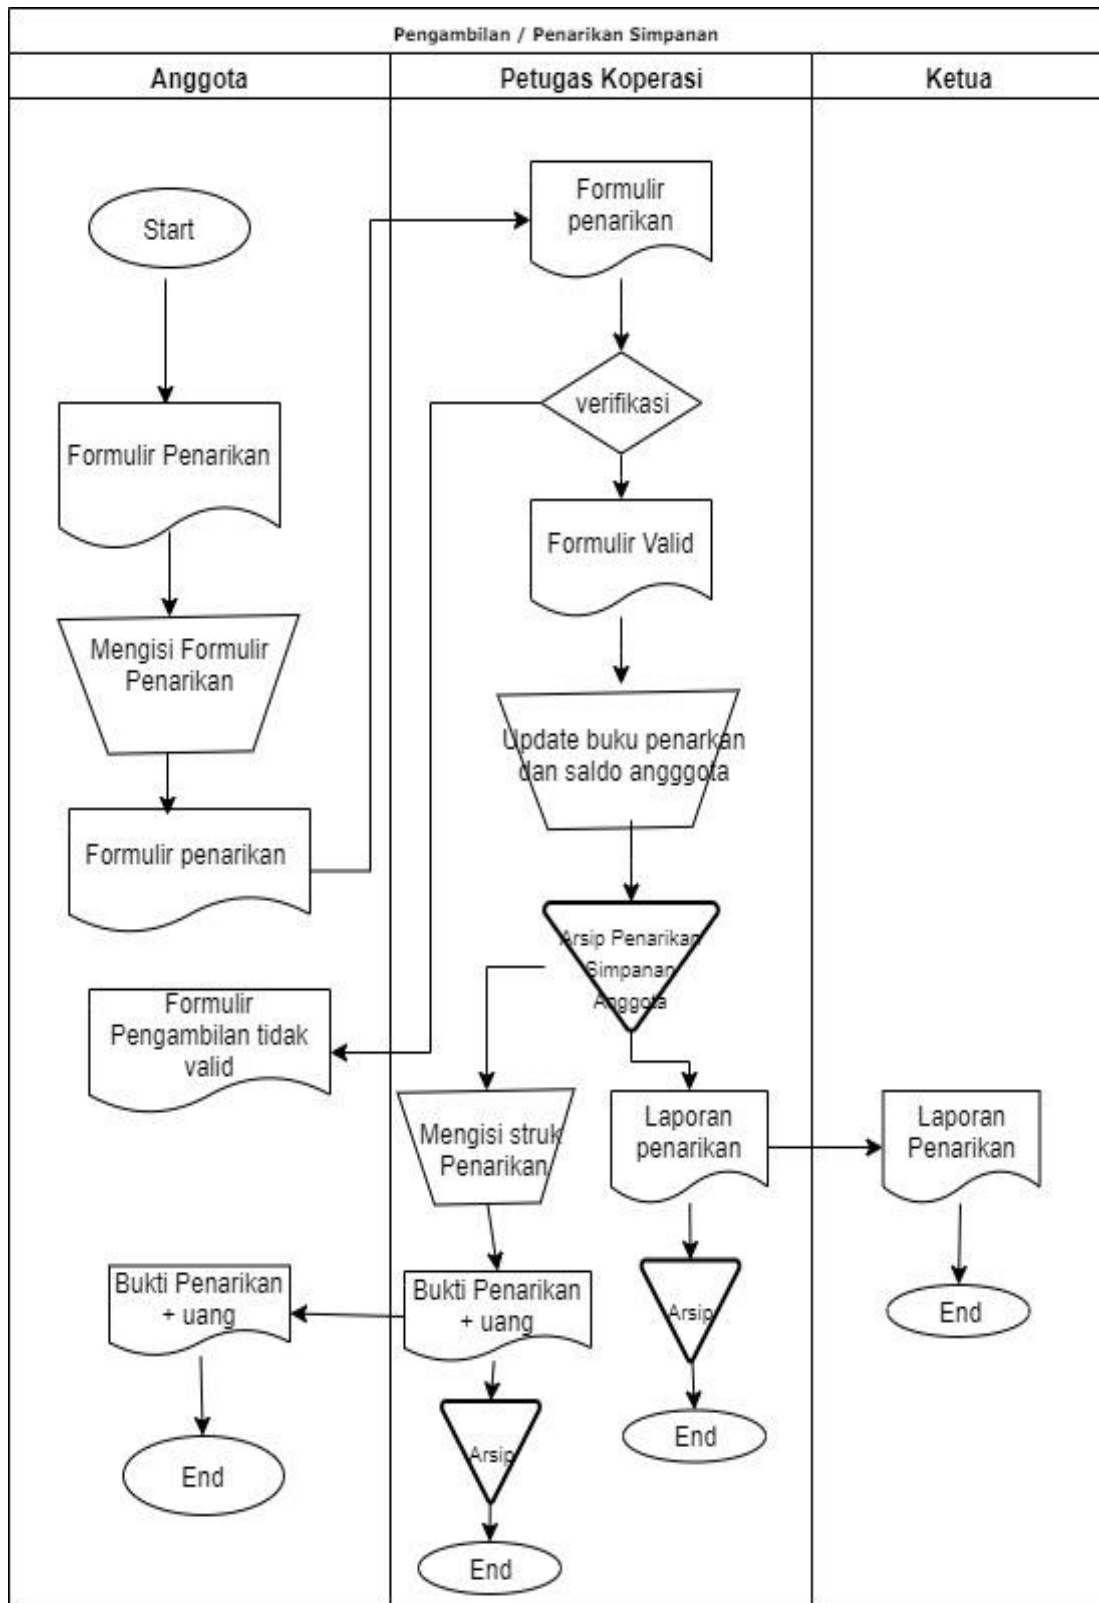 Pengambilan / Penarikan Simpanan
Anggota
Petugas Koperasi
Ketua
Start
Formulir Penarikan
Mengisi Formulir
Penarikan
Formulir penarikan
Formulir
penarikan
verifikasi
Formulir Valid
Update buku penarkan
dan saldo angggota
Arsip Penarikan
Simpanan
Anggota
Formulir
Pengambilan tidak
valid
Mengisi struk
Penarikan
Laporan
penarikan
Laporan
Penarikan
Bukti Penarikan
+ uang
Bukti Penarikan
+ uang
Arsip
End
End
Arsip
End
End